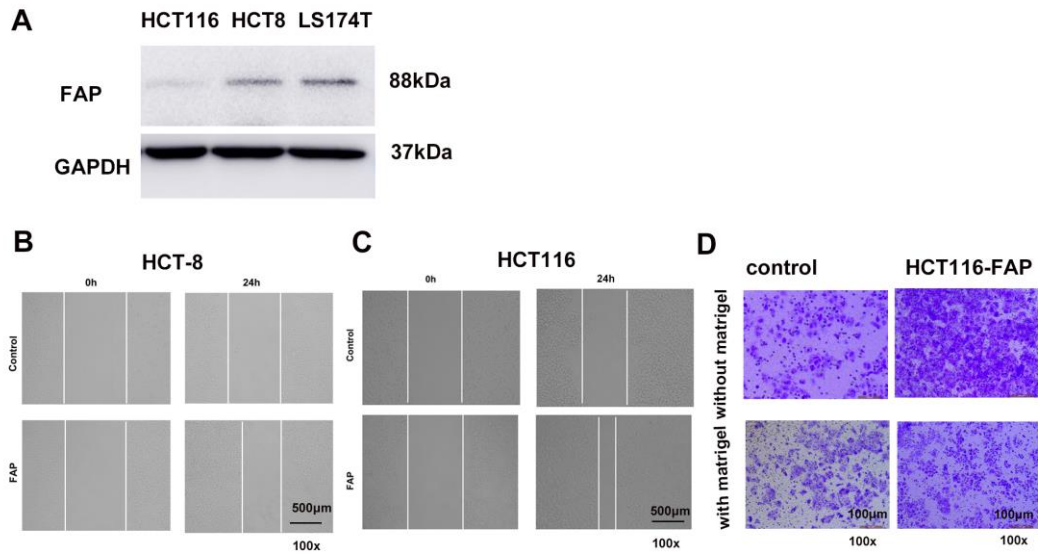 A
HCT116 HCT8 LS174T
FAP
88kDa
GAPDH
37kDa
B
HCT-8
0h
24h
Control
FAP
500μm
100x
C
HCT116
0h
24h
Control
FAP
500μm
100x
D
control
HCT116-FAP
without matrigel
with matrigel
100μm
100μm
100x
100x